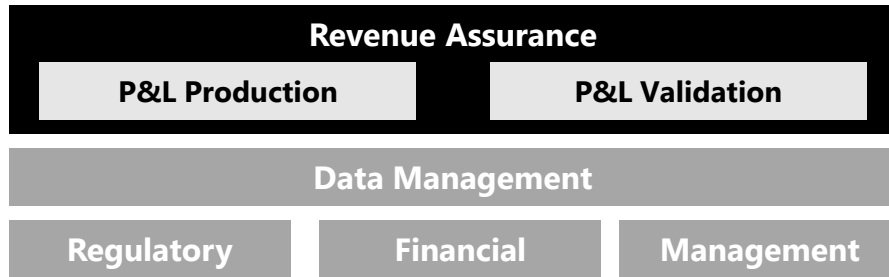 Revenue Assurance
P&L Production P&L Validation
Data Management
Regulatory Financial Management